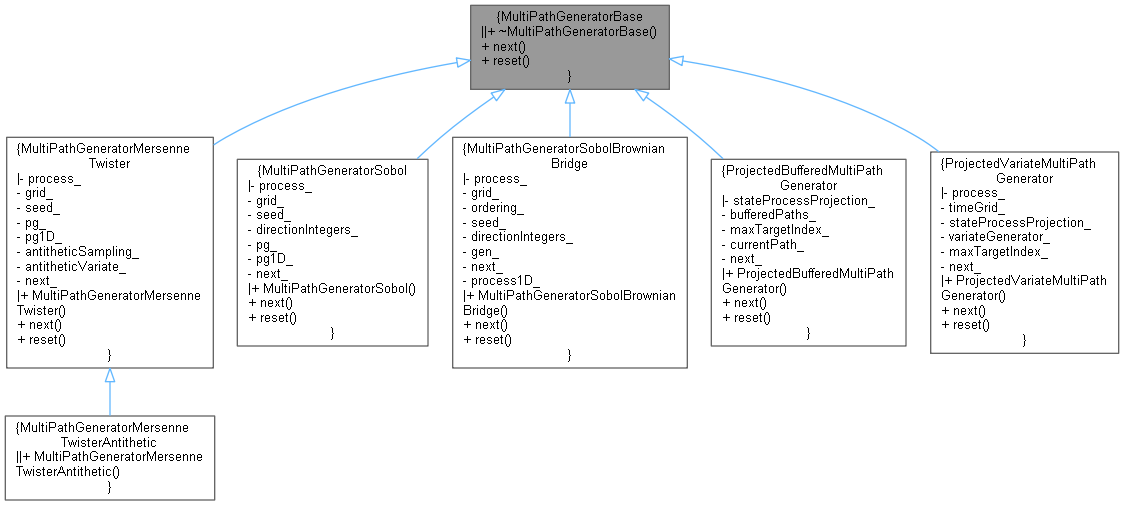 {MultiPathGeneratorBase
||+ ~MultiPathGeneratorBase()
+ next()
+ reset()
}
{MultiPathGeneratorMersenne
Twister
|- process_
- grid_
- seed_
- pg_
- pg1D_
- antitheticSampling_
- antitheticVariate_
- next_
|+ MultiPathGeneratorMersenne
Twister()
+ next()
+ reset()
}
{MultiPathGeneratorSobol
|- process_
- grid_
- seed_
- directionIntegers_
- pg_
- pg1D_
- next_
|+ MultiPathGeneratorSobol()
+ next()
+ reset()
}
{MultiPathGeneratorSobolBrownian
Bridge
|- process_
- grid_
- ordering_
- seed_
- directionIntegers_
- gen_
- next_
- process1D_
|+ MultiPathGeneratorSobolBrownian
Bridge()
+ next()
+ reset()
}
{ProjectedBufferedMultiPath
Generator
|- stateProcessProjection_
- bufferedPaths_
- maxTargetIndex_
- currentPath_
- next_
|+ ProjectedBufferedMultiPath
Generator()
+ next()
+ reset()
}
{ProjectedVariateMultiPath
Generator
|- process_
- timeGrid_
- stateProcessProjection_
- variateGenerator_
- maxTargetIndex_
- next_
|+ ProjectedVariateMultiPath
Generator()
+ next()
+ reset()
}
{MultiPathGeneratorMersenne
TwisterAntithetic
||+ MultiPathGeneratorMersenne
TwisterAntithetic()
}